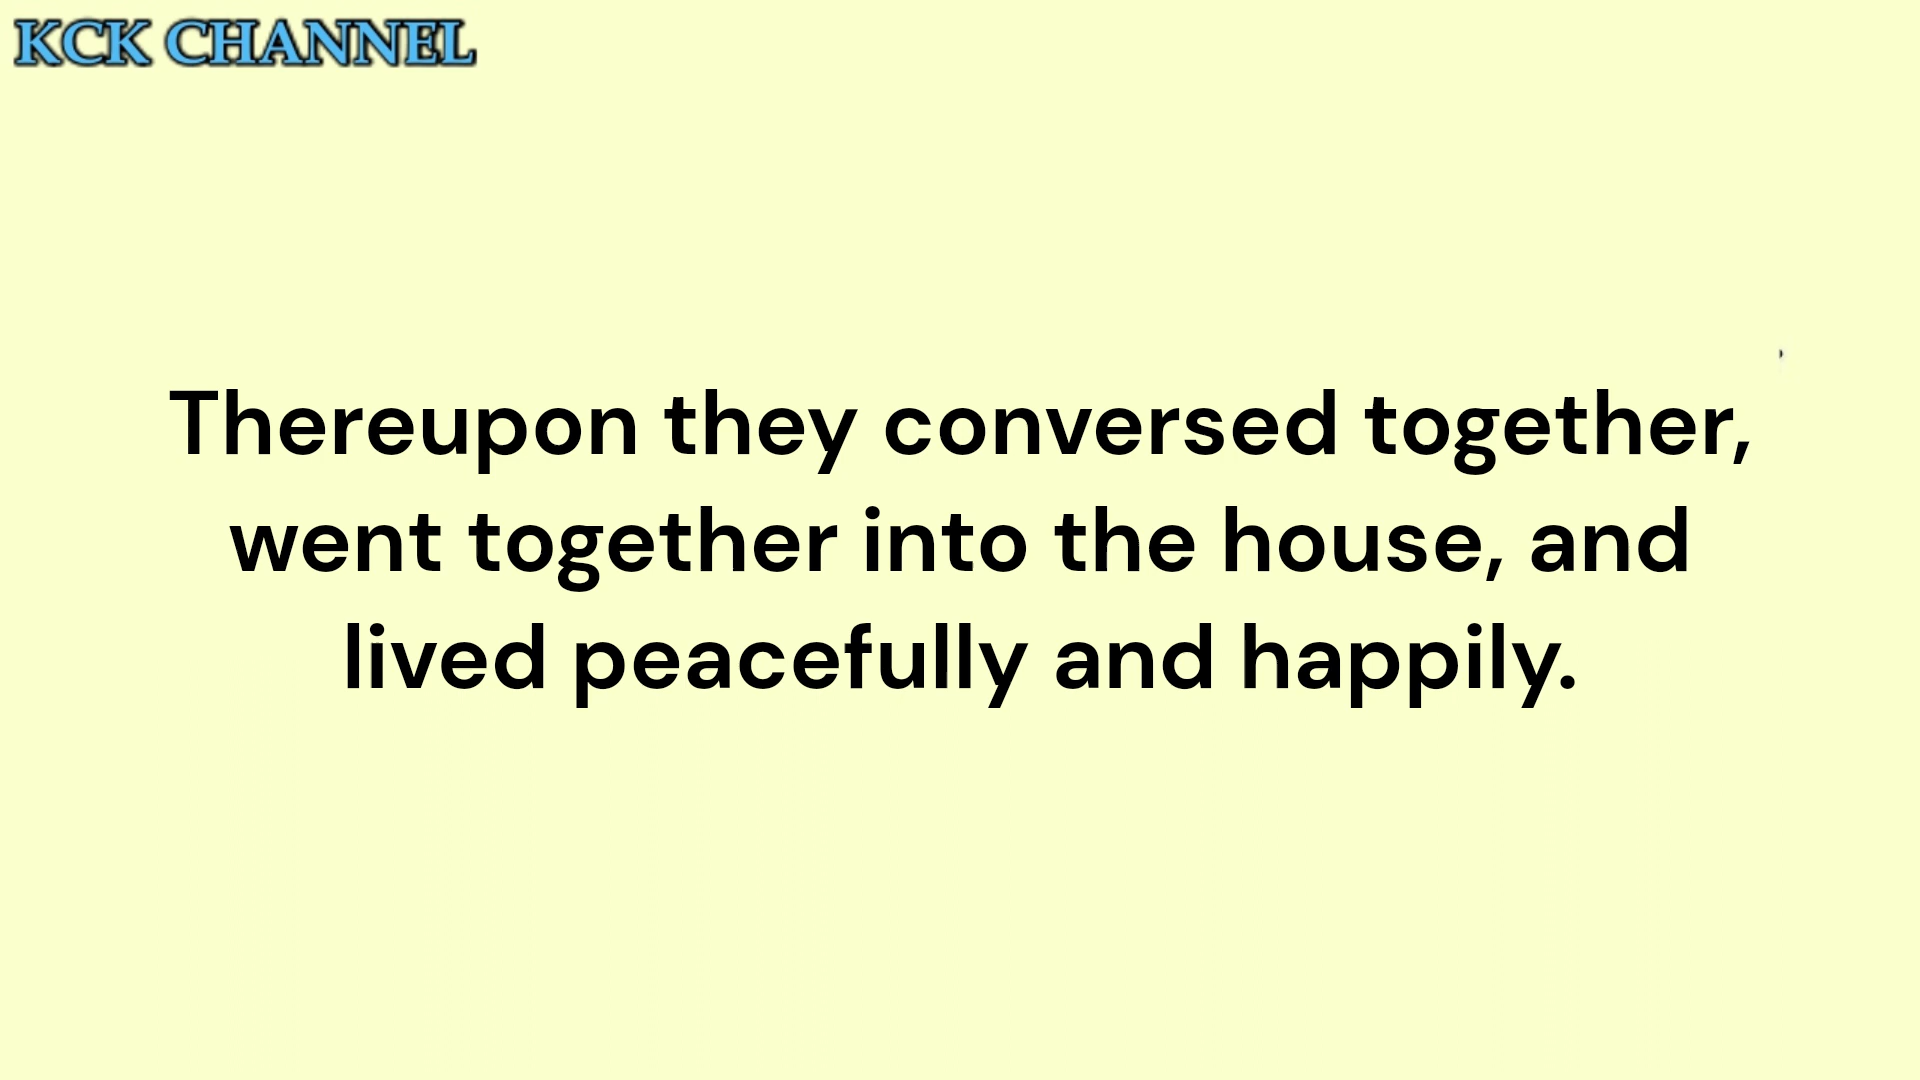 KCK CHANNEL
Thereupon they conversed together,
went together into the house, and
lived peacefully and happily.